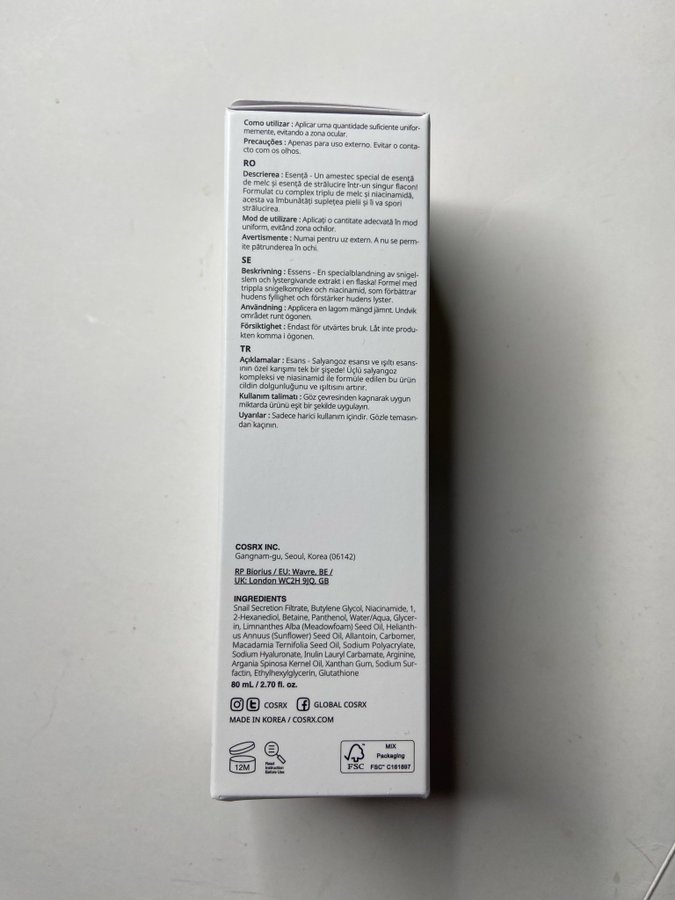 Como utilizar : Aplicar uma quantidade suficiente unifor-
memente, evitando a zona ocular.
Precauções : Apenas para uso externo. Evitar o conta-
cto com os olhos.
RO
Descrierea : Esență - Un amestec special de esență
de melc și esență de strălucire într-un singur flacon!
Formulat cu complex triplu de melc și niacinamidă,
acesta va îmbunătăți suplețea pielii și îi va spori
strălucirea.
Mod de utilizare : Aplicați o cantitate adecvată în mod
uniform, evitând zona ochilor.
Avertismente : Numai pentru uz extern. A nu se perm-
ite pătrunderea în ochi.
SE
Beskrivning : Essens - En specialblandning av snigel-
slem och lystergivande extrakt i en flaska! Formel med
trippla snigelkomplex och niacinamid, som förbättrar
hudens fyllighet och förstärker hudens lyster.
Användning : Applicera en lagom mängd jämnt. Undvik
området runt ögonen.
Försiktighet : Endast för utvärtes bruk. Låt inte produ-
kten komma i ögonen.
TR
Açıklamalar : Esans - Salyangoz esansı ve ışıltı esans-
ının özel karışımı tek bir şişede! Üçlü salyangoz
kompleksi ve niasinamid ile formüle edilen bu ürün
cildin dolgunluğunu ve ışıltısını artırır.
Kullanım talimatı : Göz çevresinden kaçınarak uygun
miktarda ürünü eşit bir şekilde uygulayın.
Uyarılar : Sadece harici kullanım içindir. Gözle temasın-
dan kaçının.
COSRX INC.
Gangnam-gu, Seoul, Korea (06142)
RP Biorius / EU: Wavre, BE /
UK: London WC2H 9JQ, GB
INGREDIENTS
Snail Secretion Filtrate, Butylene Glycol, Niacinamide, 1,
2-Hexanediol, Betaine, Panthenol, Water/Aqua, Glycer-
in, Limnanthes Alba (Meadowfoam) Seed Oil, Helianth-
us Annuus (Sunflower) Seed Oil, Allantoin, Carbomer,
Macadamia Ternifolia Seed Oil, Sodium Polyacrylate,
Sodium Hyaluronate, Inulin Lauryl Carbamate, Arginine,
Argania Spinosa Kernel Oil, Xanthan Gum, Sodium Sur-
factin, Ethylhexylglycerin, Glutathione
80 mL / 2.70 fl. oz.
COSRX GLOBAL COSRX
MADE IN KOREA / COSRX.COM
12M
Read
Instruction
Before Use
FSC
MIX
Packaging
FSC™ C161897